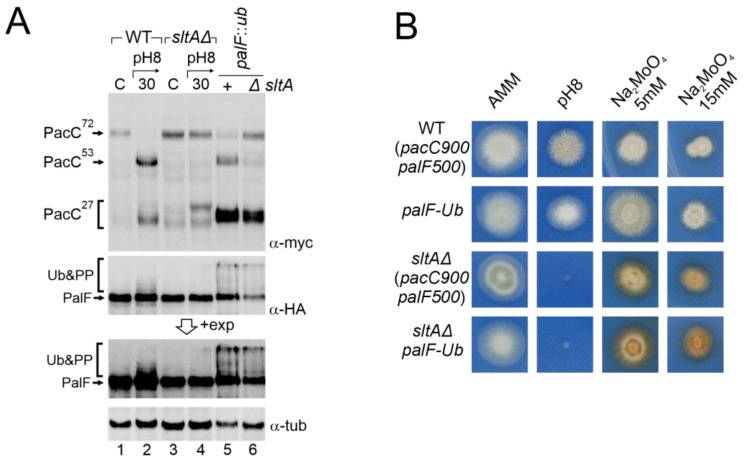 A
WT sltAΔ palF::ub
pH8 pH8
C 30 C 30 + Δ sltA
PacC72
PacC53
PacC27
α-myc
Ub&PP
PalF
α-HA
+exp
Ub&PP
PalF
α-tub
1 2 3 4 5 6
B
AMM pH8 Na2MoO4 5mM Na2MoO4 15mM
WT
(pacC900
palF500)
palF-Ub
sltAΔ
(pacC900
palF500)
sltAΔ
palF-Ub